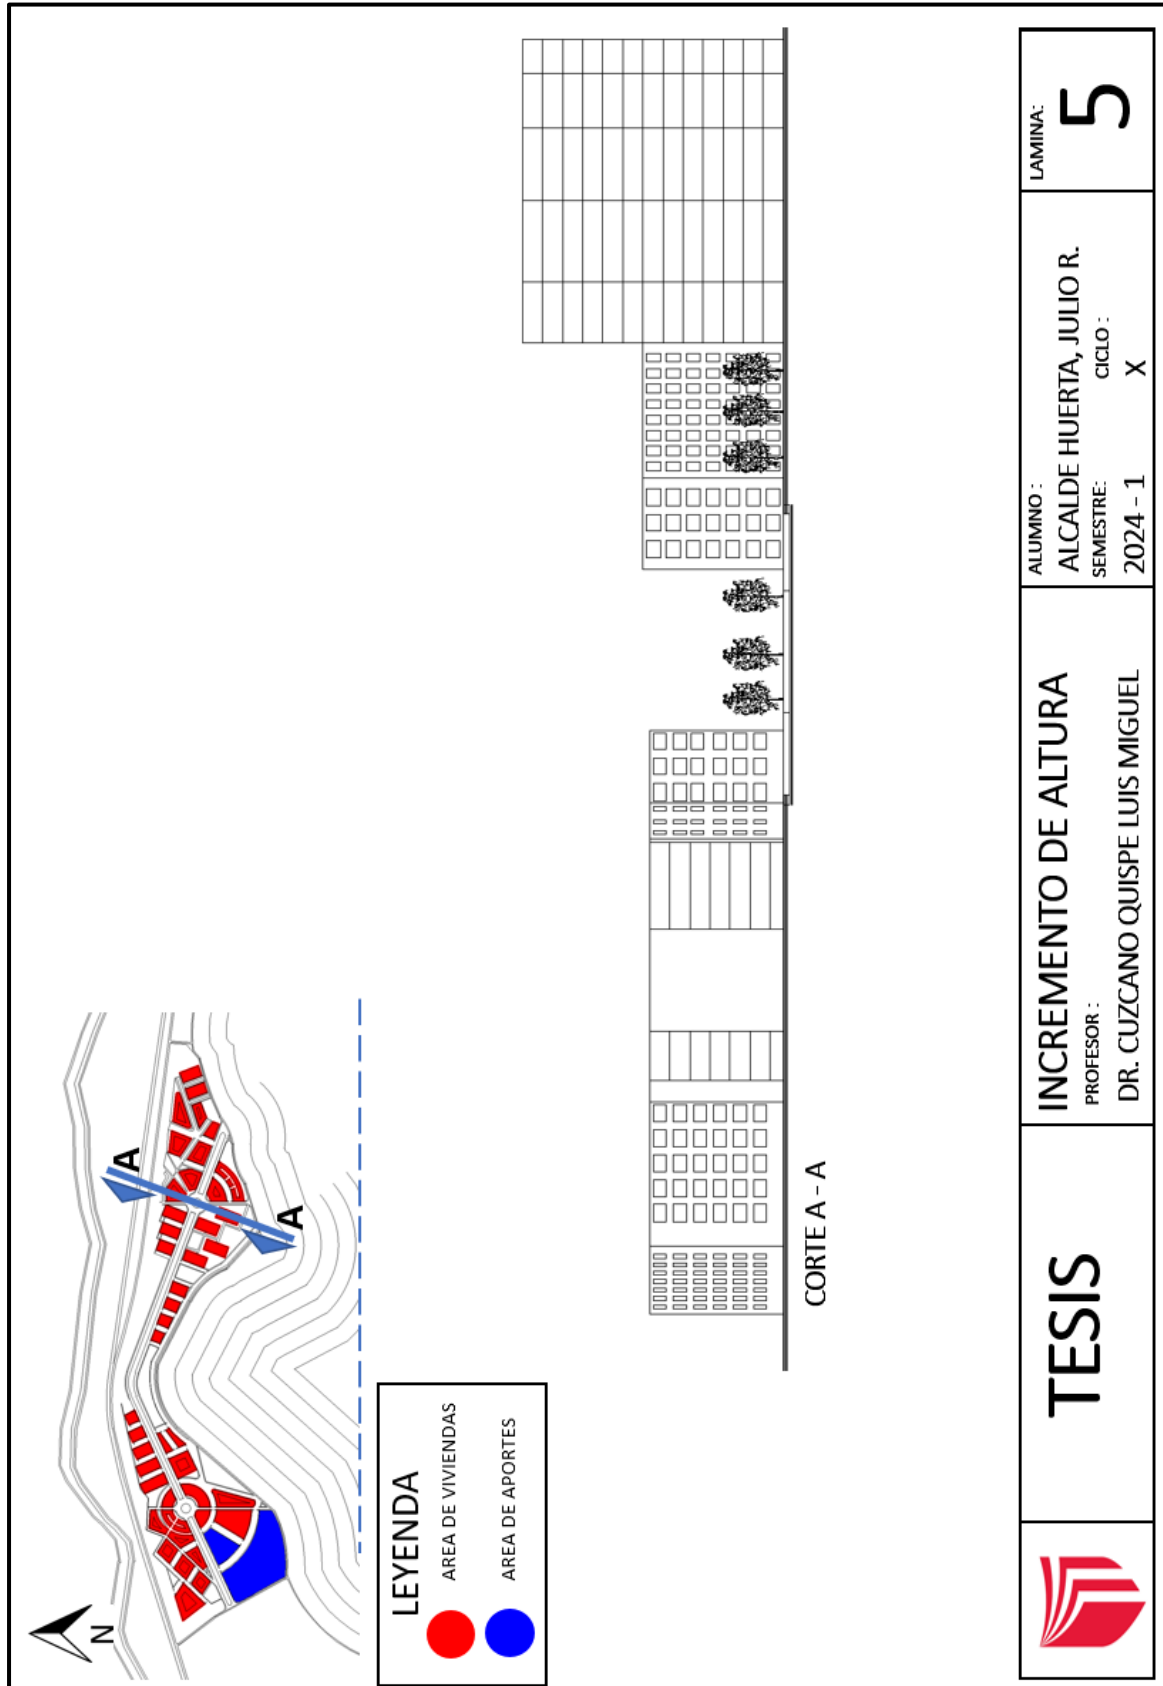 N
A
A
LEYENDA
AREA DE VIVIENDAS
AREA DE APORTES
CORTE A - A
TESIS
INCREMENTO DE ALTURA
PROFESOR :
DR. CUZCANO QUISPE LUIS MIGUEL
ALUMNO :
ALCALDE HUERTA, JULIO R.
SEMESTRE: CICLO :
2024 - 1 X
LAMINA:
5